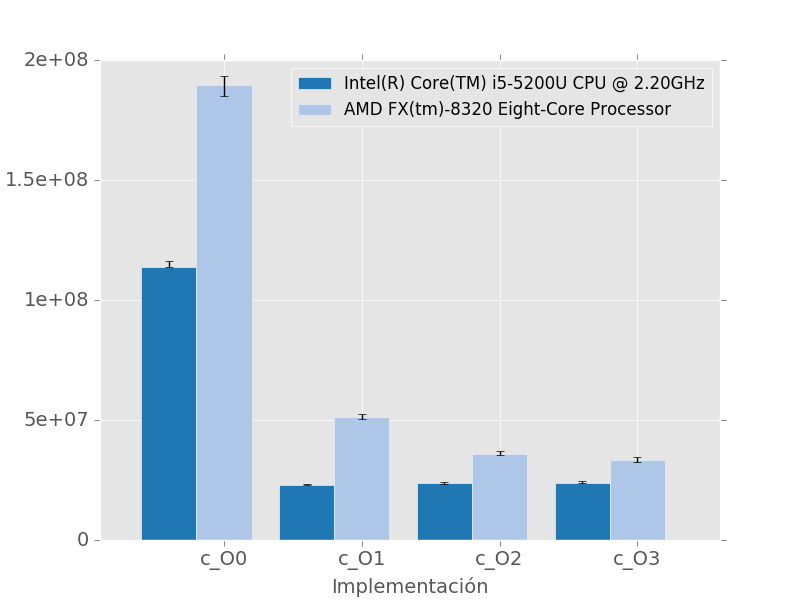 2e+08
1.5e+08
1e+08
5e+07
0
Intel(R) Core(TM) i5-5200U CPU @ 2.20GHz
AMD FX(tm)-8320 Eight-Core Processor
c_O0 c_O1 c_O2 c_O3
Implementación